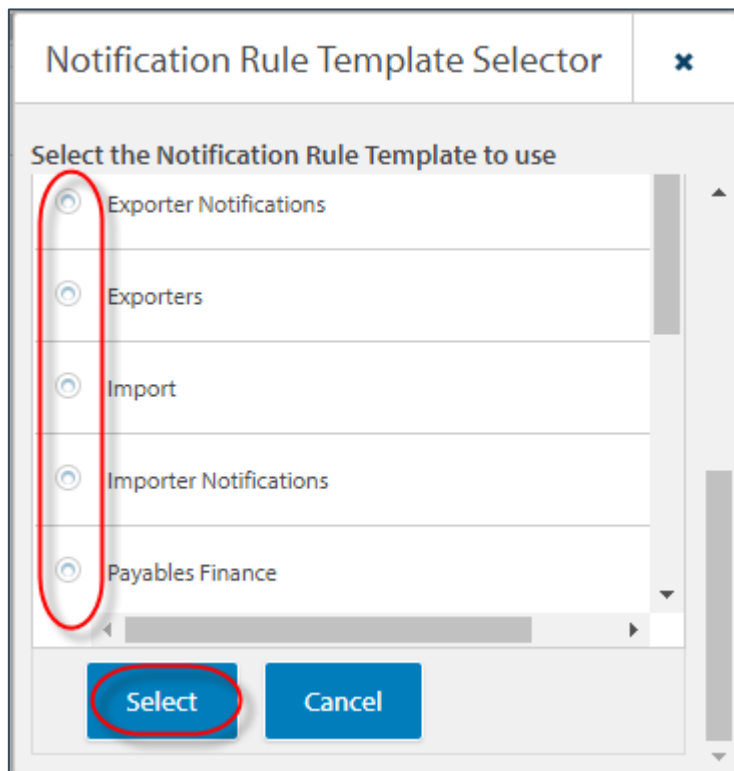 Notification Rule Template Selector
Select the Notification Rule Template to use
Exporter Notifications
Exporters
Import
Importer Notifications
Payables Finance
Select Cancel